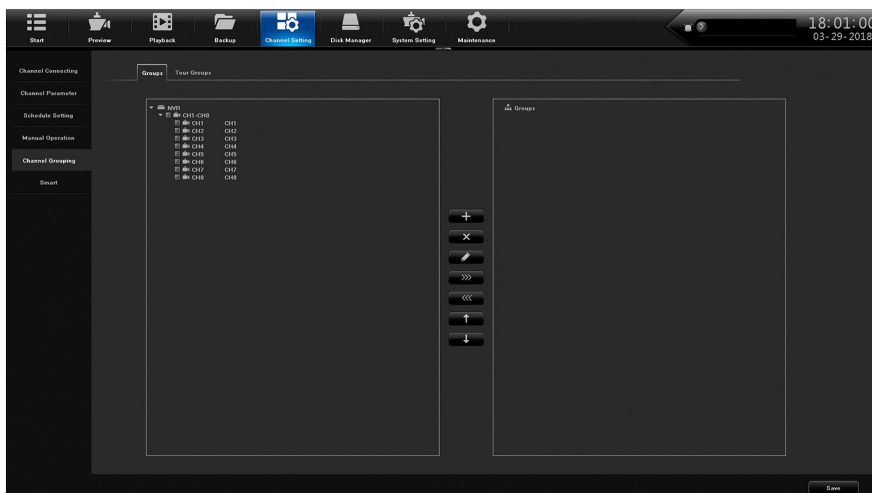 Start Preview Playback Backup Channel Setting Disk Manager System Setting Maintenance
18:01:00
03-29-2018
Channel Connecting
Channel Parameter
Schedule Setting
Manual Operation
Channel Grouping
Smart
Groups Tour Groups
NVR
CH1-CH8
CH1 CH1
CH2 CH2
CH3 CH3
CH4 CH4
CH5 CH5
CH6 CH6
CH7 CH7
CH8 CH8
Groups
Save